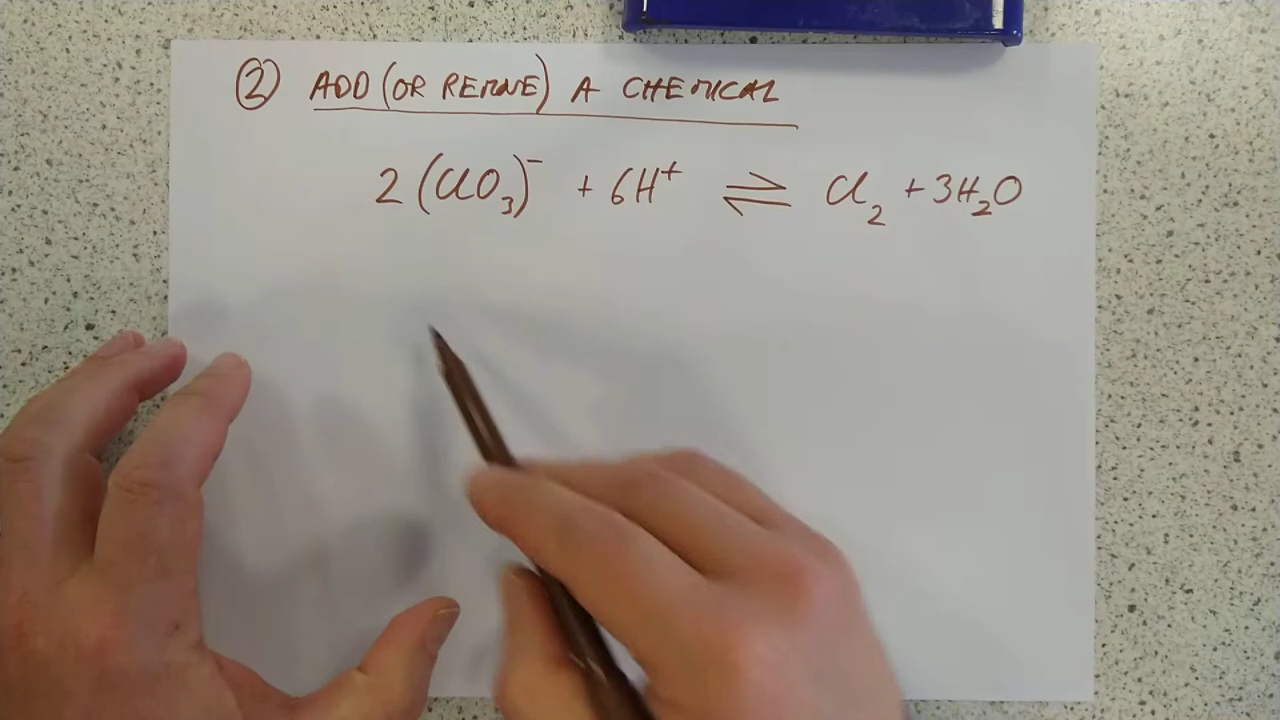 ② ADD (OR REMOVE) A CHEMICAL
2 (ClO₃)⁻ + 6H⁺ ⇌ Cl₂ + 3H₂O